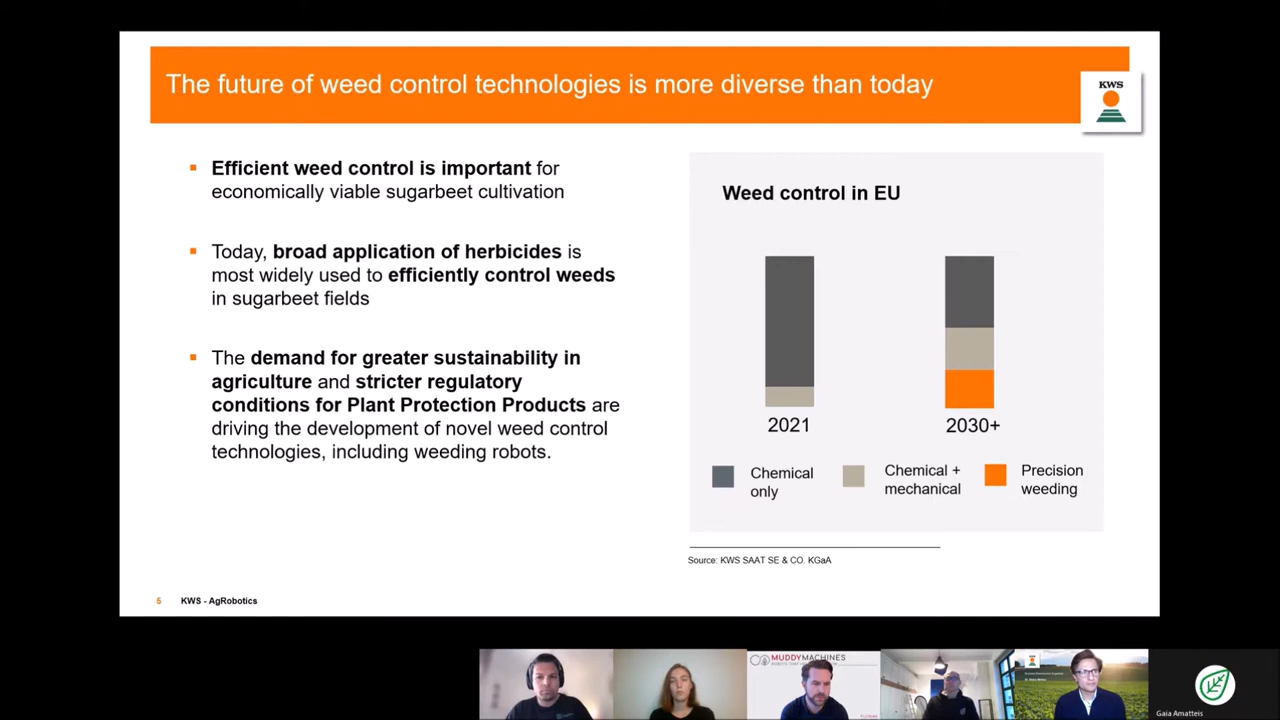 The future of weed control technologies is more diverse than today
KWS
Efficient weed control is important for
economically viable sugarbeet cultivation
Today, broad application of herbicides is
most widely used to efficiently control weeds
in sugarbeet fields
The demand for greater sustainability in
agriculture and stricter regulatory
conditions for Plant Protection Products are
driving the development of novel weed control
technologies, including weeding robots.
Weed control in EU
2021
2030+
Chemical
only
Chemical +
mechanical
Precision
weeding
Source: KWS SAAT SE & CO. KGaA
5 KWS - AgRobotics
MUDDYMACHINES
Gaia Amatteis